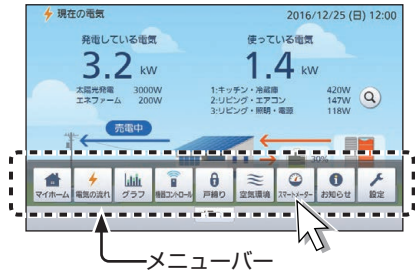 現在の電気
2016/12/25 (日) 12:00
発電している電気
使っている電気
3.2 kW
1.4 kW
太陽光発電 3000W
エネファーム 200W
1:キッチン・冷蔵庫 420W
2:リビング・エアコン 147W
3:リビング・照明・電源 118W
売電中
30%
マイホーム 電気の流れ グラフ 機器コントロール 戸締り 空気環境 スマートメーター お知らせ 設定
メニューバー